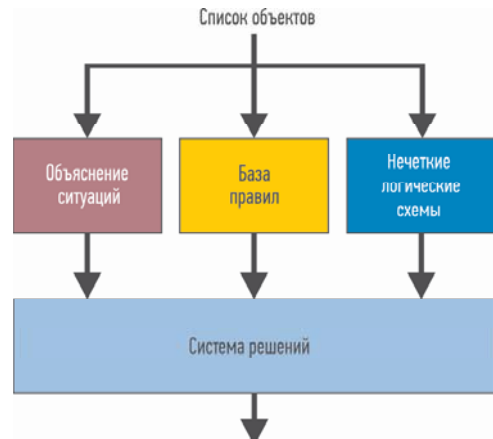 Список объектов
Объяснение
ситуаций
База
правил
Нечеткие
логические
схемы
Система решений